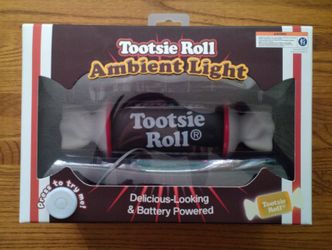 Tootsie Roll
Ambient Light
Tootsie
Roll®
Press to try me!
Delicious-Looking
& Battery Powered
Tootsie
Roll